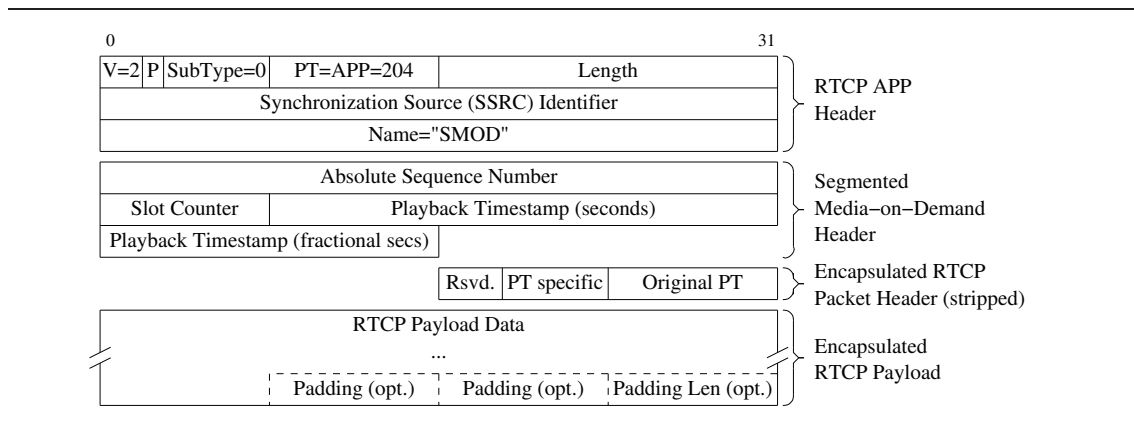 0 31
V=2 P SubType=0 PT=APP=204 Length
Synchronization Source (SSRC) Identifier
Name="SMOD"
RTCP APP
Header
Absolute Sequence Number
Slot Counter Playback Timestamp (seconds)
Playback Timestamp (fractional secs)
Segmented
Media−on−Demand
Header
Rsvd. PT specific Original PT
Encapsulated RTCP
Packet Header (stripped)
RTCP Payload Data
...
Padding (opt.) Padding (opt.) Padding Len (opt.)
Encapsulated
RTCP Payload